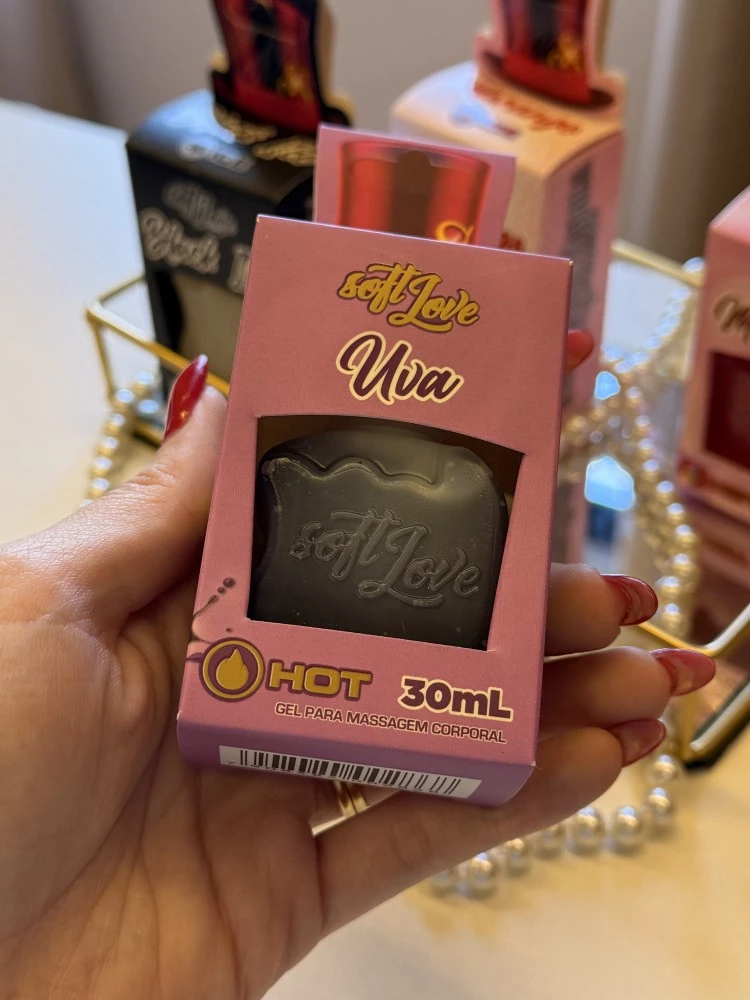 soft Love
Uva
soft Love
HOT
30mL
GEL PARA MASSAGEM CORPORAL